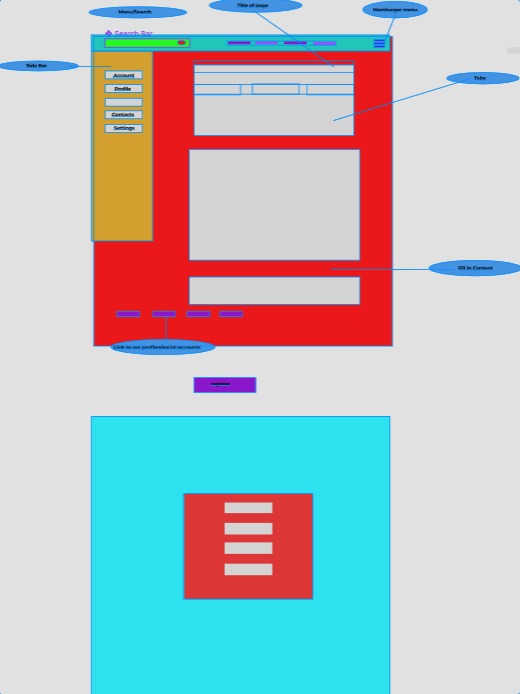 Title of page
Menu/Search
Hamburger menu
Search Bar
Side Bar
Account
Tabs
Profile
Contacts
Settings
Fill in Content
Link to our profiles/social accounts